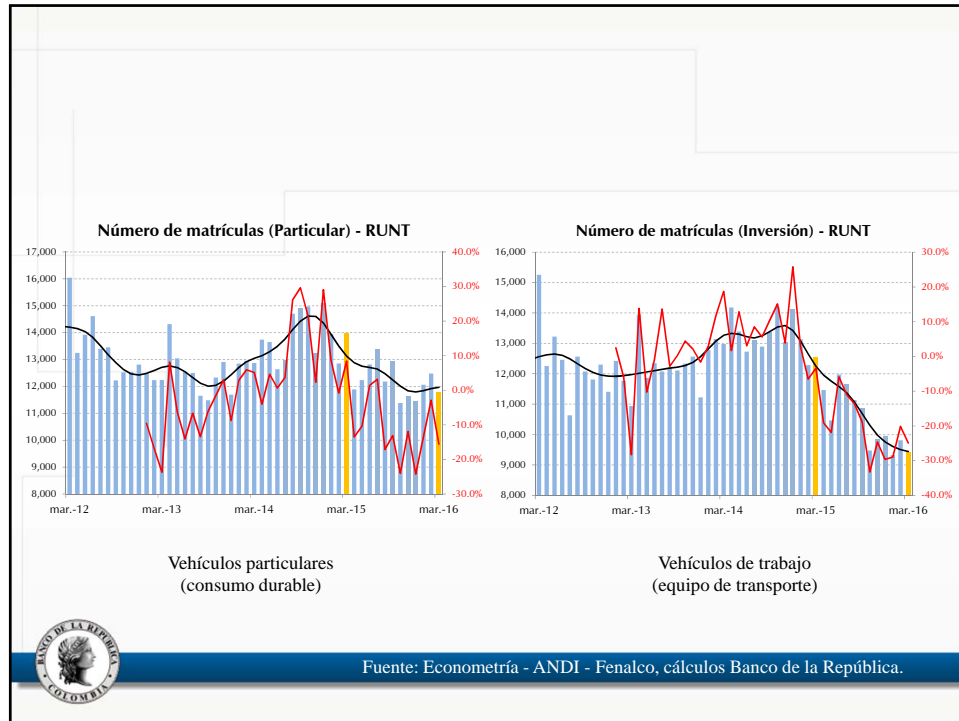 Número de matrículas (Particular) - RUNT
17,000
16,000
15,000
14,000
13,000
12,000
11,000
10,000
9,000
8,000
40.0%
30.0%
20.0%
10.0%
0.0%
-10.0%
-20.0%
-30.0%
mar.-12
mar.-13
mar.-14
mar.-15
mar.-16
Vehículos particulares
(consumo durable)
Número de matrículas (Inversión) - RUNT
16,000
15,000
14,000
13,000
12,000
11,000
10,000
9,000
8,000
30.0%
20.0%
10.0%
0.0%
-10.0%
-20.0%
-30.0%
-40.0%
mar.-12
mar.-13
mar.-14
mar.-15
mar.-16
Vehículos de trabajo
(equipo de transporte)
BANCO DE LA REPUBLICA
COLOMBIA
Fuente: Econometría - ANDI - Fenalco, cálculos Banco de la República.